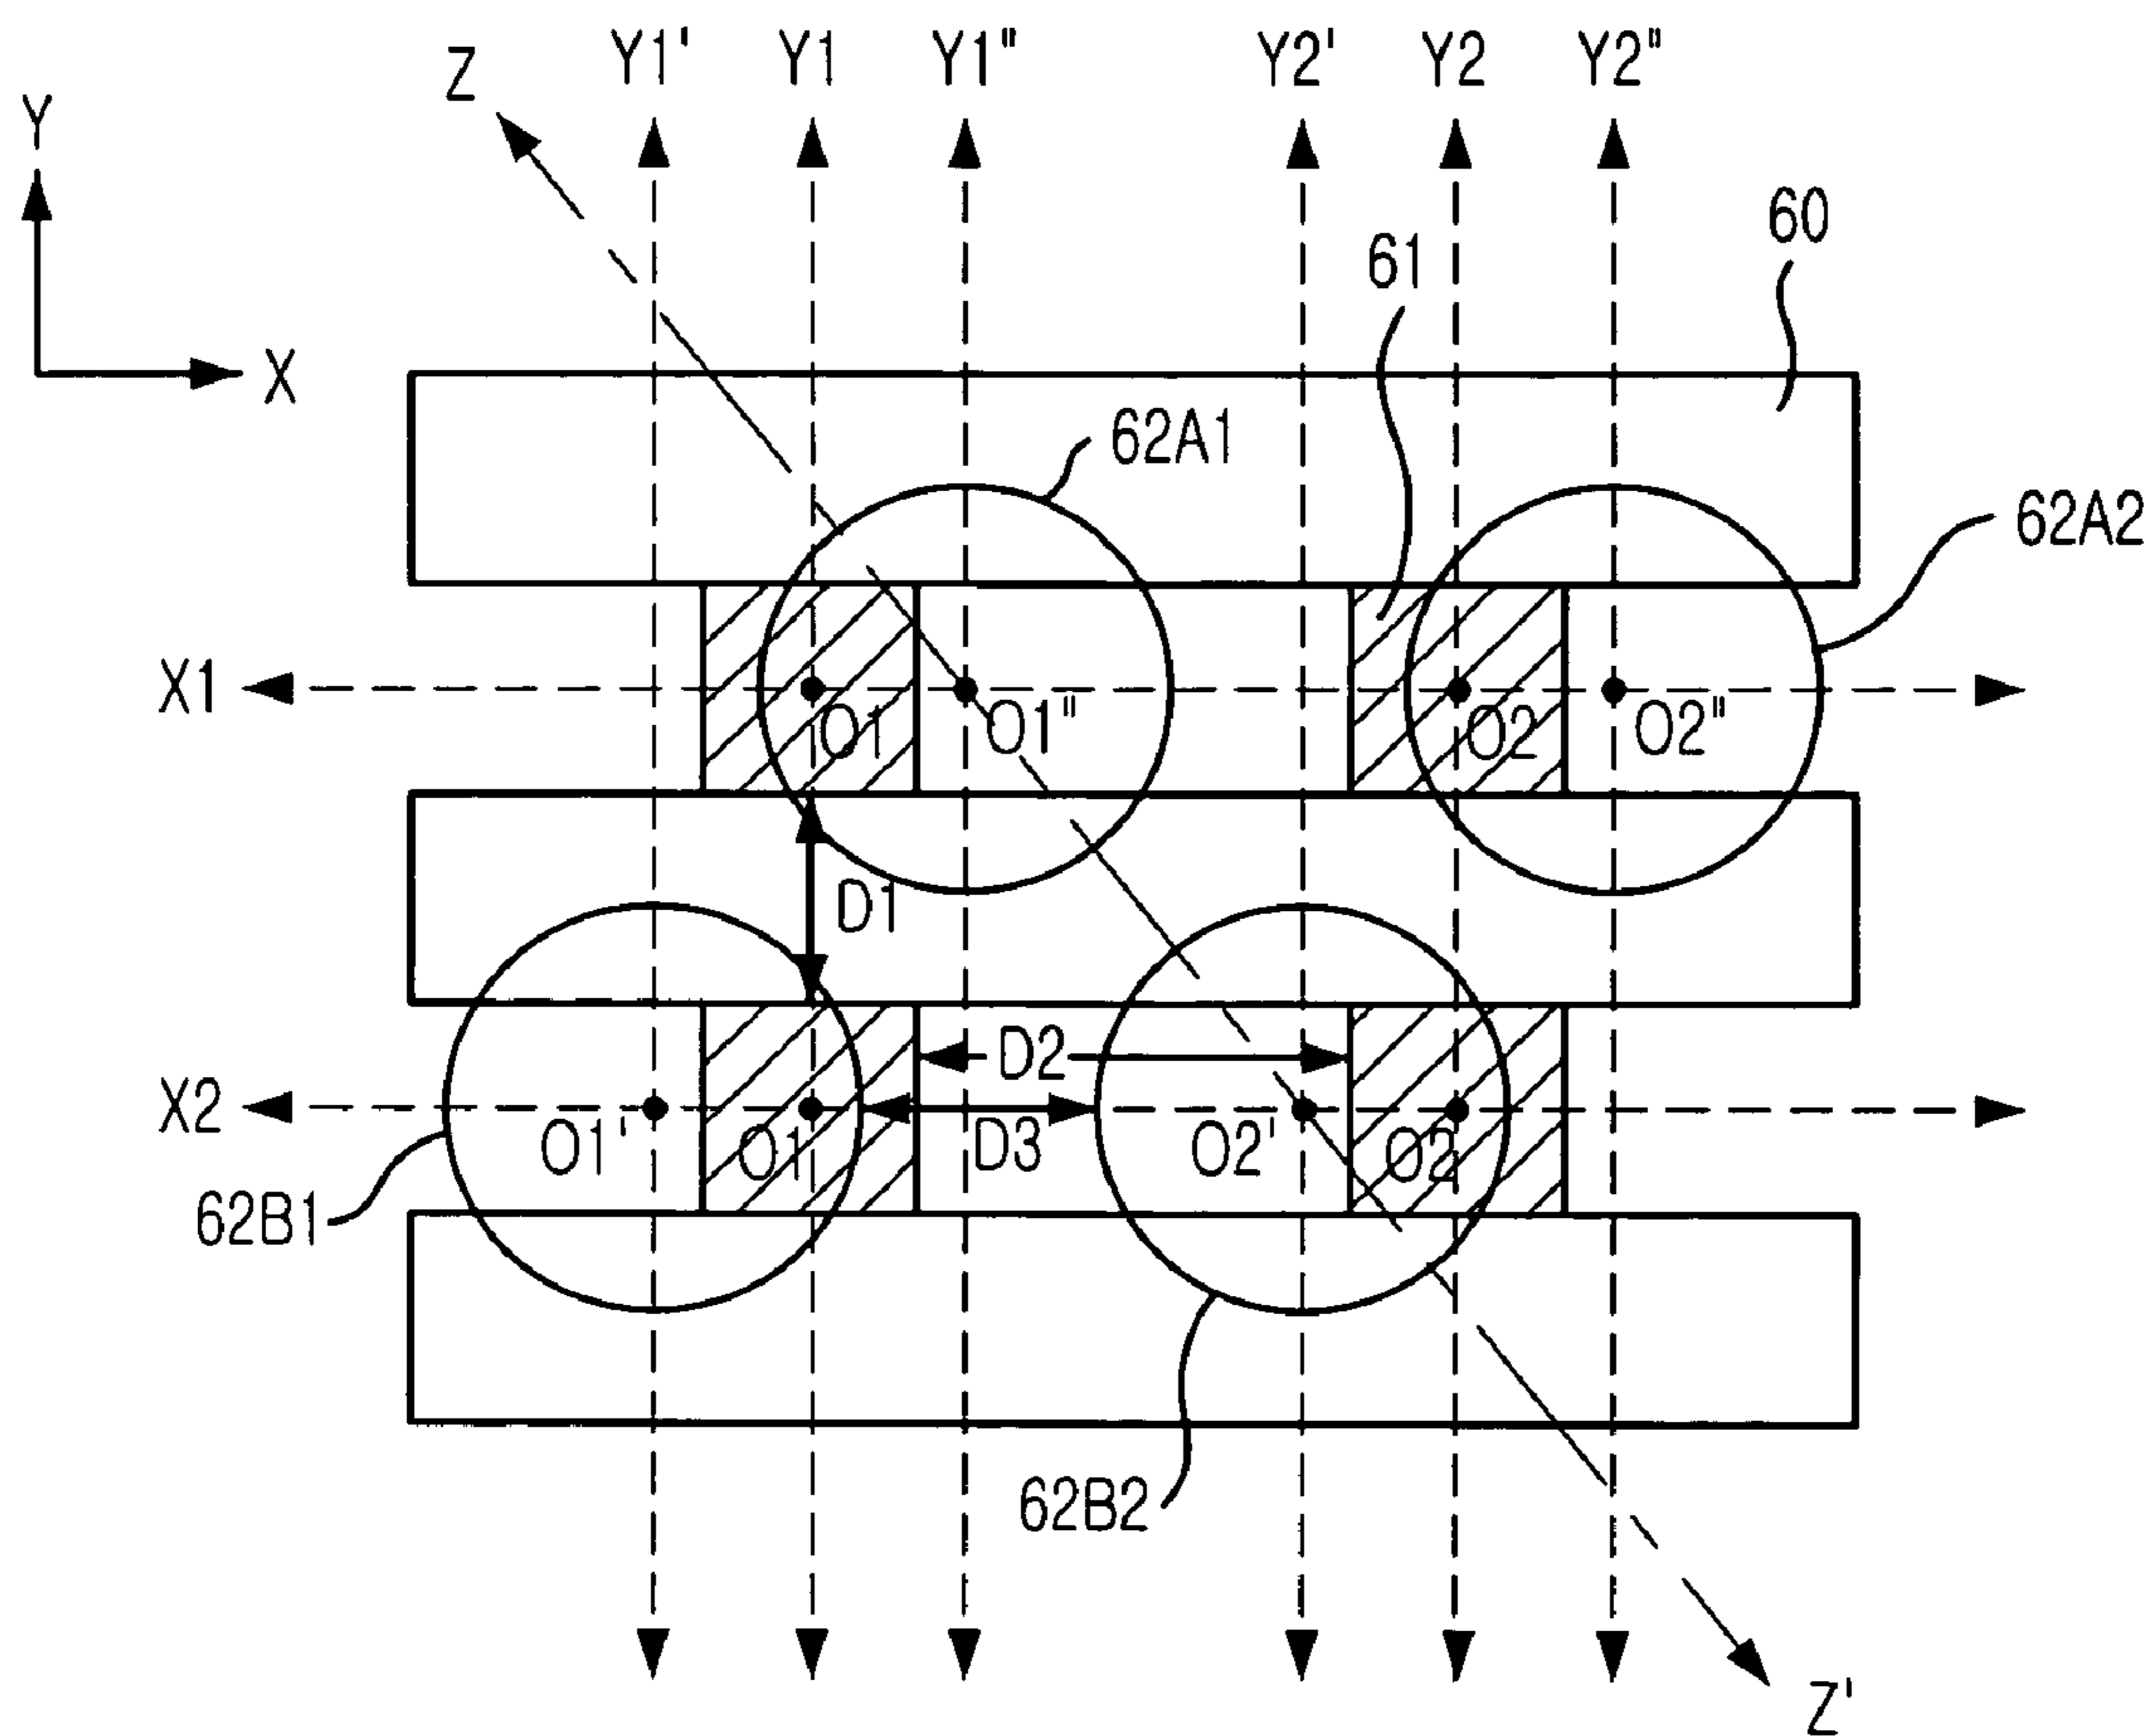 Z Y1' Y1 Y1" Y2' Y2 Y2"
Y
60
61
X
62A1
62A2
X1
O1 O1" O2 O2"
D1
D2
X2
O1' O1 D3 O2' O2
62B1
62B2
Z'